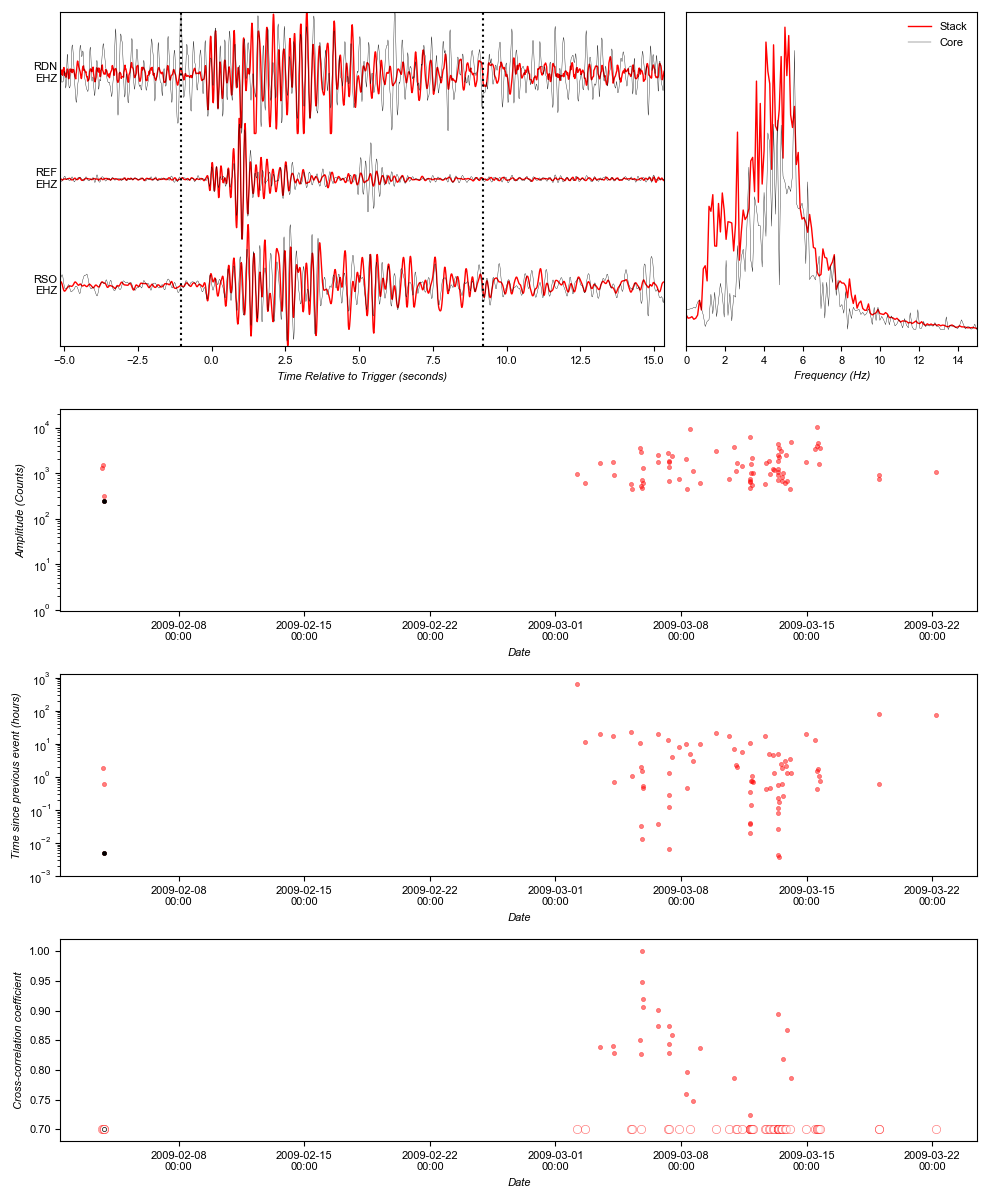 RDN
EHZ
REF
EHZ
RSO
EHZ
−5.0 −2.5 0.0 2.5 5.0 7.5 10.0 12.5 15.0
Time Relative to Trigger (seconds)
Stack
Core
0 2 4 6 8 10 12 14
Frequency (Hz)
10^4
10^3
10^2
10^1
10^0
Amplitude (Counts)
2009-02-08 2009-02-15 2009-02-22 2009-03-01 2009-03-08 2009-03-15 2009-03-22
00:00 00:00 00:00 00:00 00:00 00:00 00:00
Date
10^3
10^2
10^1
10^0
10^−1
10^−2
10^−3
Time since previous event (hours)
2009-02-08 2009-02-15 2009-02-22 2009-03-01 2009-03-08 2009-03-15 2009-03-22
00:00 00:00 00:00 00:00 00:00 00:00 00:00
Date
1.00
0.95
0.90
0.85
0.80
0.75
0.70
Cross-correlation coefficient
2009-02-08 2009-02-15 2009-02-22 2009-03-01 2009-03-08 2009-03-15 2009-03-22
00:00 00:00 00:00 00:00 00:00 00:00 00:00
Date